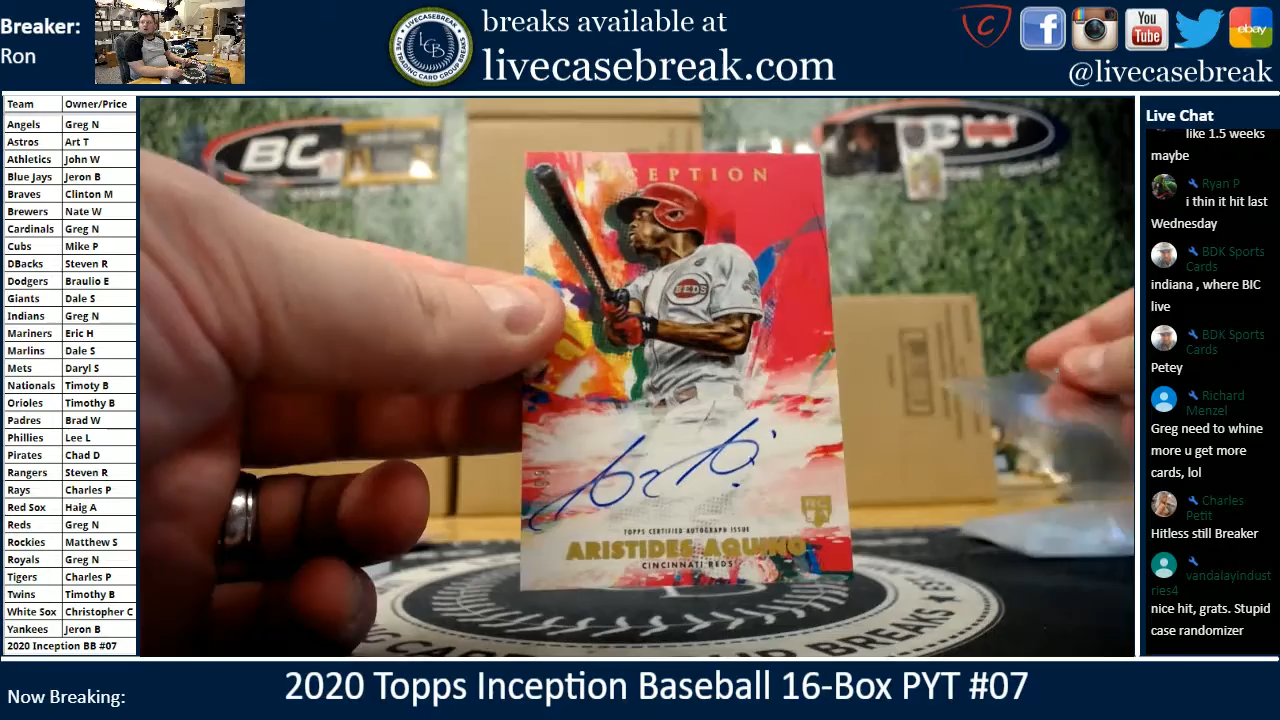 Breaker:
Ron
LCB
breaks available at
livecasebreak.com
You
Tube
ebay
@livecasebreak
Team Owner/Price
Angels Greg N
Astros Art T
Athletics John W
Blue Jays Jeron B
Braves Clinton M
Brewers Nate W
Cardinals Greg N
Cubs Mike P
DBacks Steven R
Dodgers Braulio E
Giants Dale S
Indians Greg N
Mariners Eric H
Marlins Dale S
Mets Daryl S
Nationals Timoty B
Orioles Timothy B
Padres Brad W
Phillies Lee L
Pirates Chad D
Rangers Steven R
Rays Charles P
Red Sox Haig A
Reds Greg N
Rockies Matthew S
Royals Greg N
Tigers Charles P
Twins Timothy B
White Sox Christopher C
Yankees Jeron B
2020 Inception BB #07
BC
INCEPTION
REDS
RC
TOPPS CERTIFIED AUTOGRAPH ISSUE
ARISTIDES AQUINO
CINCINNATI REDS
Live Chat
like 1.5 weeks
maybe
Ryan P
i thin it hit last
Wednesday
BDK Sports
Cards
indiana , where BIC
live
BDK Sports
Cards
Petey
Richard
Menzel
Greg need to whine
more u get more
cards, lol
Charles
Petit
Hitless still Breaker
vandalayindust
ries4
nice hit, grats. Stupid
case randomizer
Now Breaking:
2020 Topps Inception Baseball 16-Box PYT #07